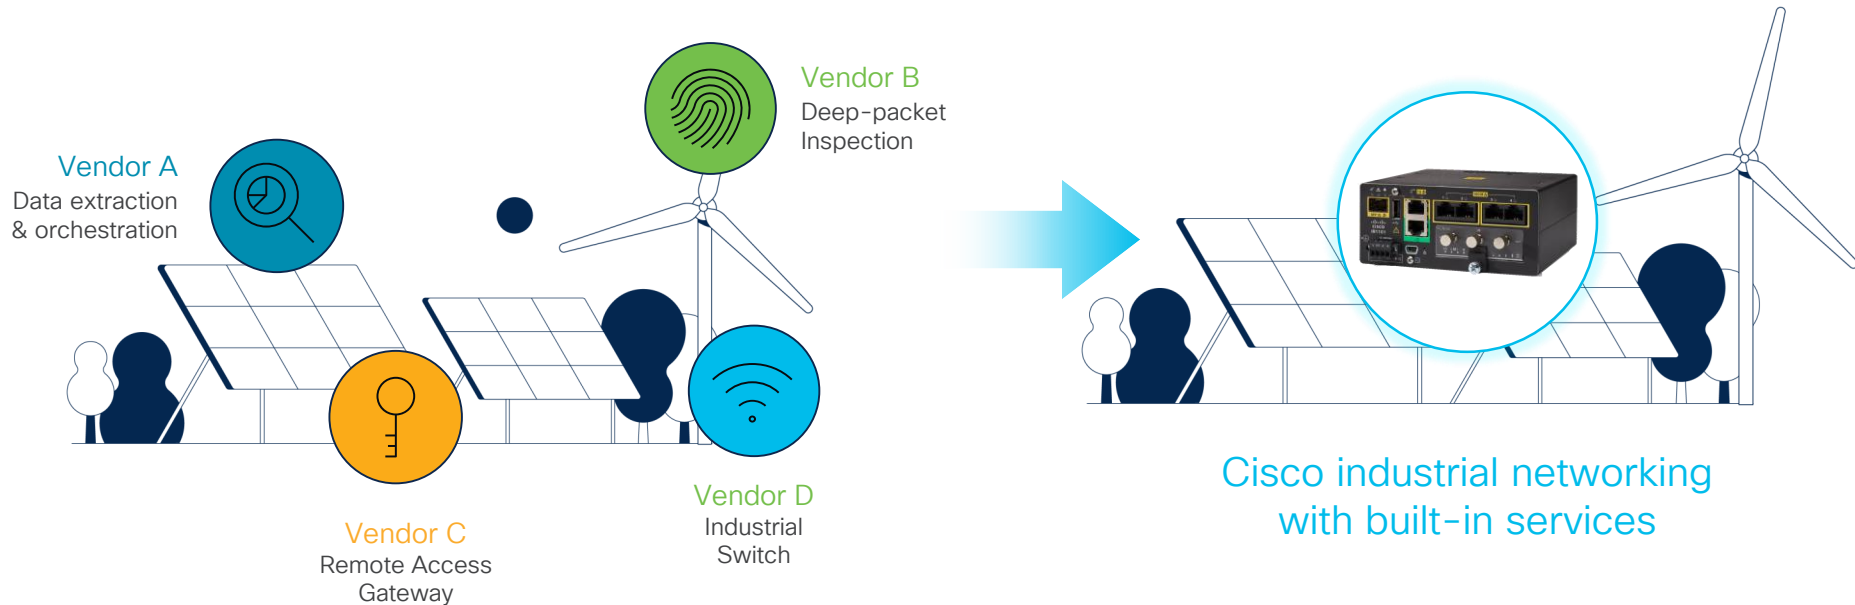 Vendor A
Data extraction
& orchestration
Vendor B
Deep-packet
Inspection
Vendor C
Remote Access
Gateway
Vendor D
Industrial
Switch
Cisco industrial networking
with built-in services